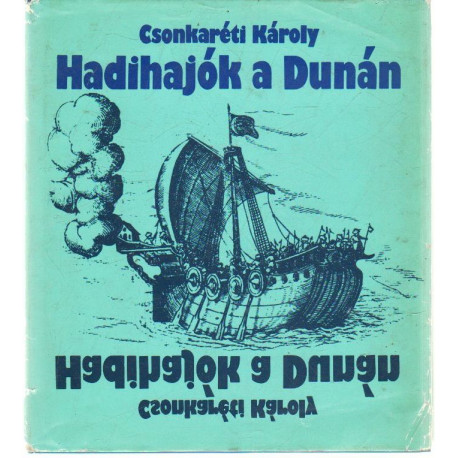 Csonkaréti Károly
Hadihajók a Dunán
Hadihajók a Dunán
Csonkaréti Károly